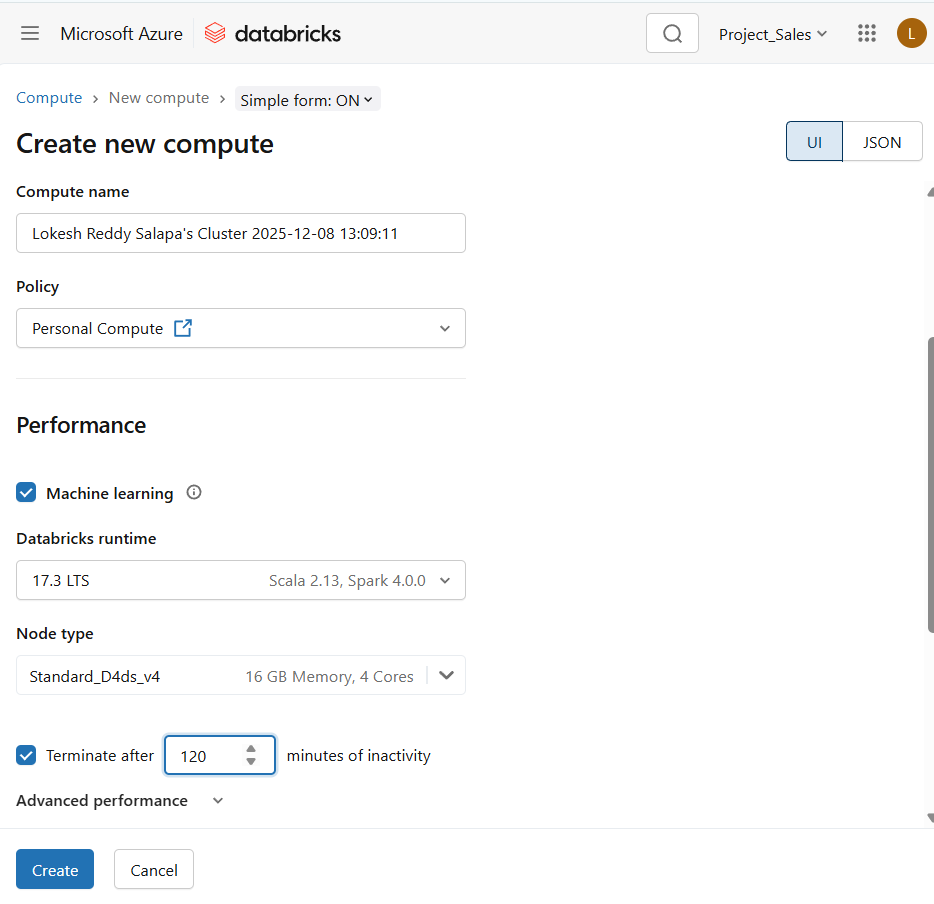 Microsoft Azure databricks Project_Sales L
Compute › New compute › Simple form: ON
Create new compute UI JSON
Compute name
Lokesh Reddy Salapa's Cluster 2025-12-08 13:09:11
Policy
Personal Compute
Performance
Machine learning
Databricks runtime
17.3 LTS Scala 2.13, Spark 4.0.0
Node type
Standard_D4ds_v4 16 GB Memory, 4 Cores
Terminate after 120 minutes of inactivity
Advanced performance
Create Cancel